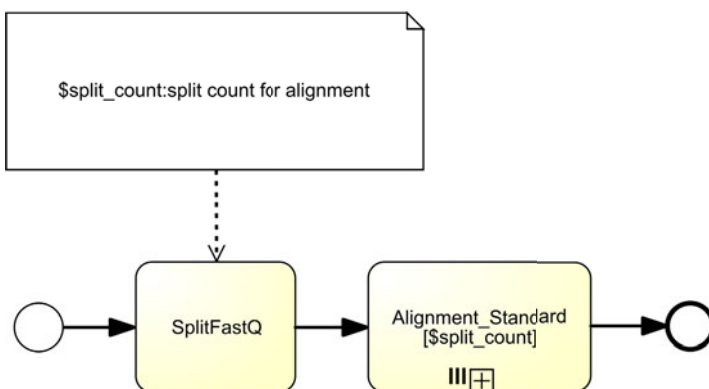 $split_count:split count for alignment
SplitFastQ
Alignment_Standard
[$split_count]